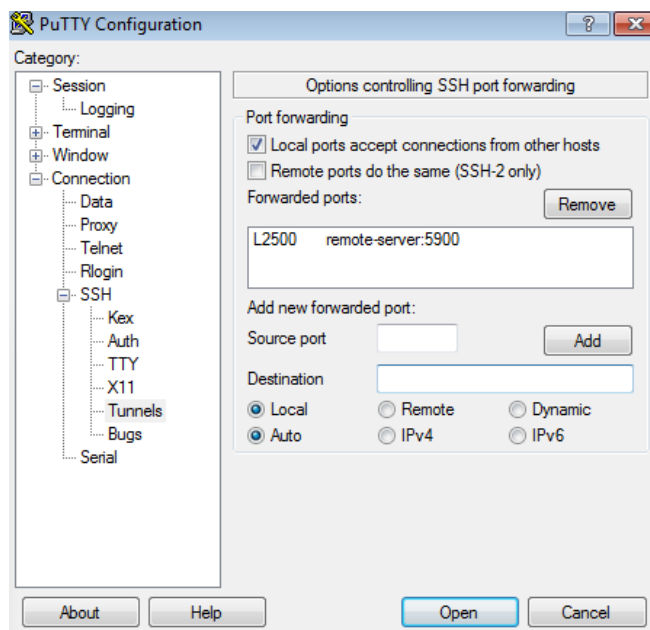 PuTTY Configuration
?
Category:
Session
Logging
Terminal
Window
Connection
Data
Proxy
Telnet
Rlogin
SSH
Kex
Auth
TTY
X11
Tunnels
Bugs
Serial
Options controlling SSH port forwarding
Port forwarding
Local ports accept connections from other hosts
Remote ports do the same (SSH-2 only)
Forwarded ports:
Remove
L2500 remote-server:5900
Add new forwarded port:
Source port
Add
Destination
Local Remote Dynamic
Auto IPv4 IPv6
About Help Open Cancel